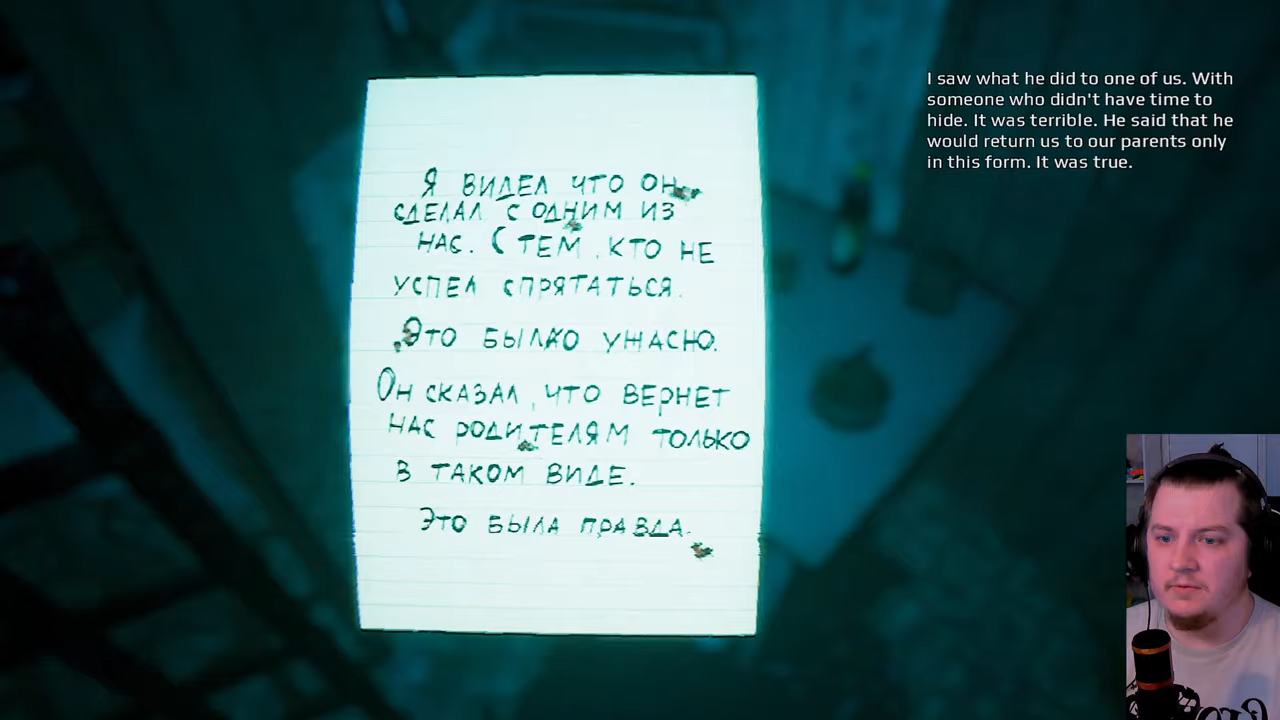 Я ВИДЕЛ ЧТО ОН
СДЕЛАЛ С ОДНИМ ИЗ
НАС. С ТЕМ, КТО НЕ
УСПЕЛ СПРЯТАТЬСЯ.
ЭТО БЫЛО УЖАСНО.
ОН СКАЗАЛ, ЧТО ВЕРНЕТ
НАС РОДИТЕЛЯМ ТОЛЬКО
В ТАКОМ ВИДЕ.
ЭТО БЫЛА ПРАВДА.
I saw what he did to one of us. With
someone who didn't have time to
hide. It was terrible. He said that he
would return us to our parents only
in this form. It was true.